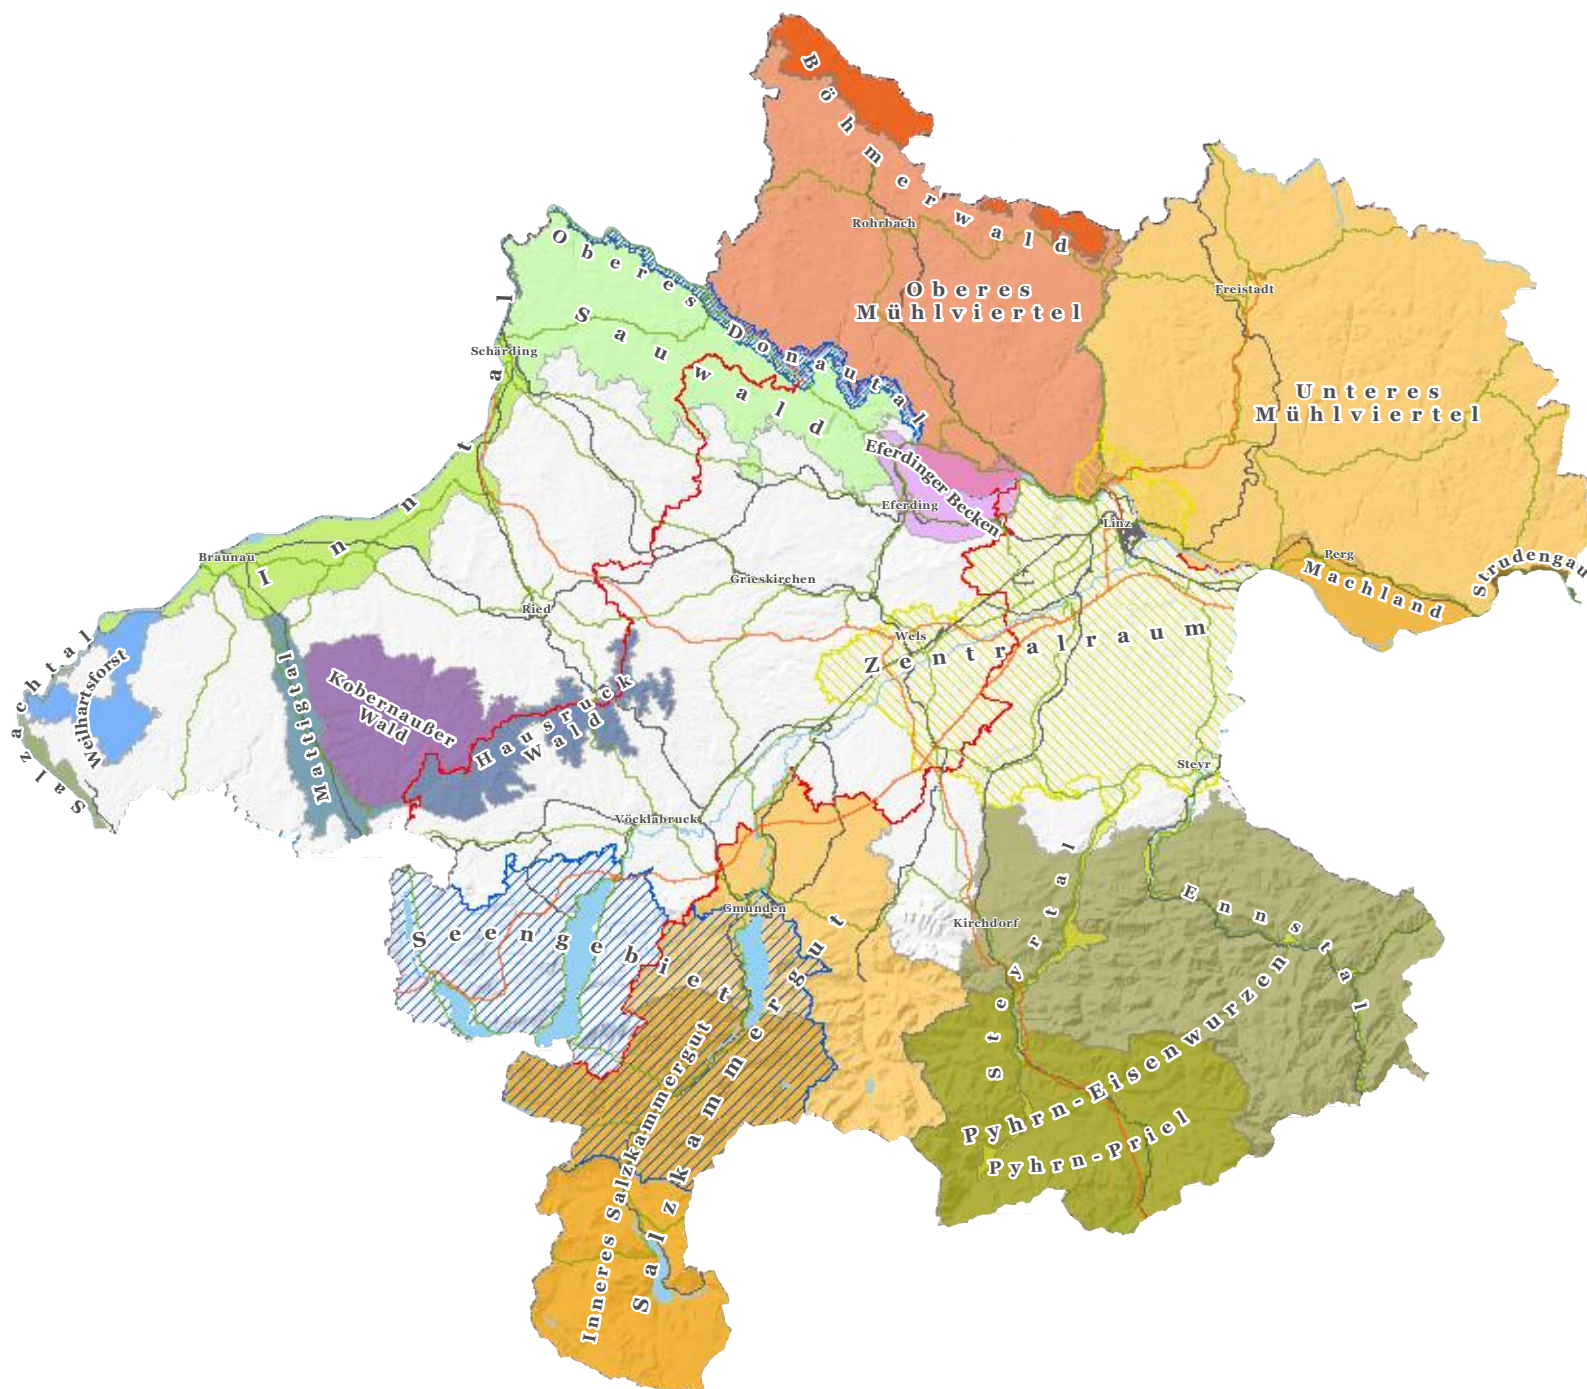 Böhmerwald
Rohrbach
Oberes
Mühlviertel
Freistadt
Unteres
Mühlviertel
Oberes Donautal
Sauwald
Schärding
Inntal
Eferdinger Becken
Eferding
Linz
Perg
Machland
Strudengau
Braunau
Grieskirchen
Ried
Wels
Zentralraum
Salzachtal
Weilhartsforst
Mattigtal
Kobernaußer
Wald
Hausruck
Wald
Steyr
Vöcklabruck
Gmunden
Kirchdorf
Seengebiet
Steyrtal
Ennstal
Pyhrn-Eisenwurzen
Pyhrn-Priel
Inneres Salzkammergut
Salzkammergut